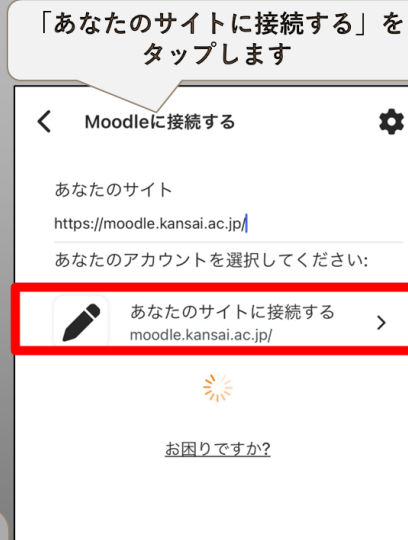 「あなたのサイトに接続する」を
タップします
Moodleに接続する
あなたのサイト
https://moodle.kansai.ac.jp/
あなたのアカウントを選択してください:
あなたのサイトに接続する
moodle.kansai.ac.jp/
お困りですか?